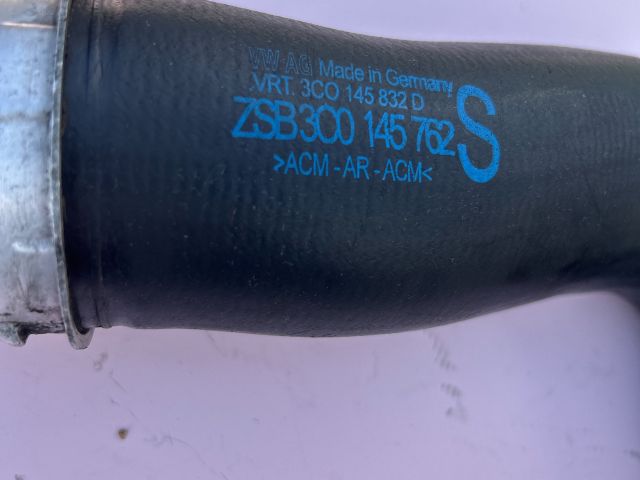 VW AG Made in Germany
VRT. 3C0 145 832 D
ZSB 3C0 145 762 S
>ACM -AR -ACM<